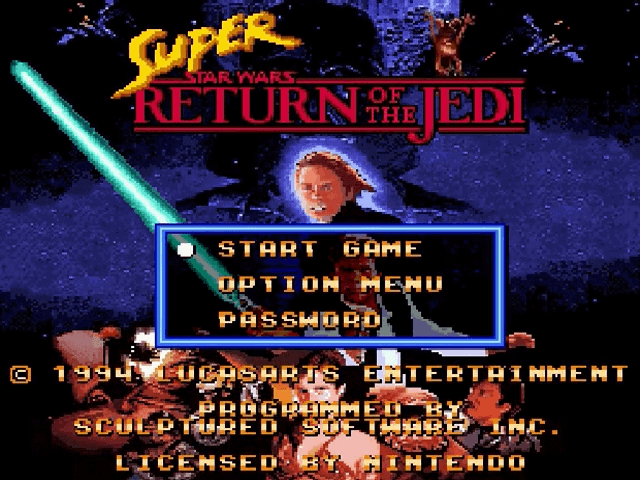 SUPER
STAR WARS
RETURN OF THE JEDI
START GAME
OPTION MENU
PASSWORD
© 1994 LUCASARTS ENTERTAINMENT
PROGRAMMED BY
SCULPTURED SOFTWARE INC.
LICENSED BY NINTENDO